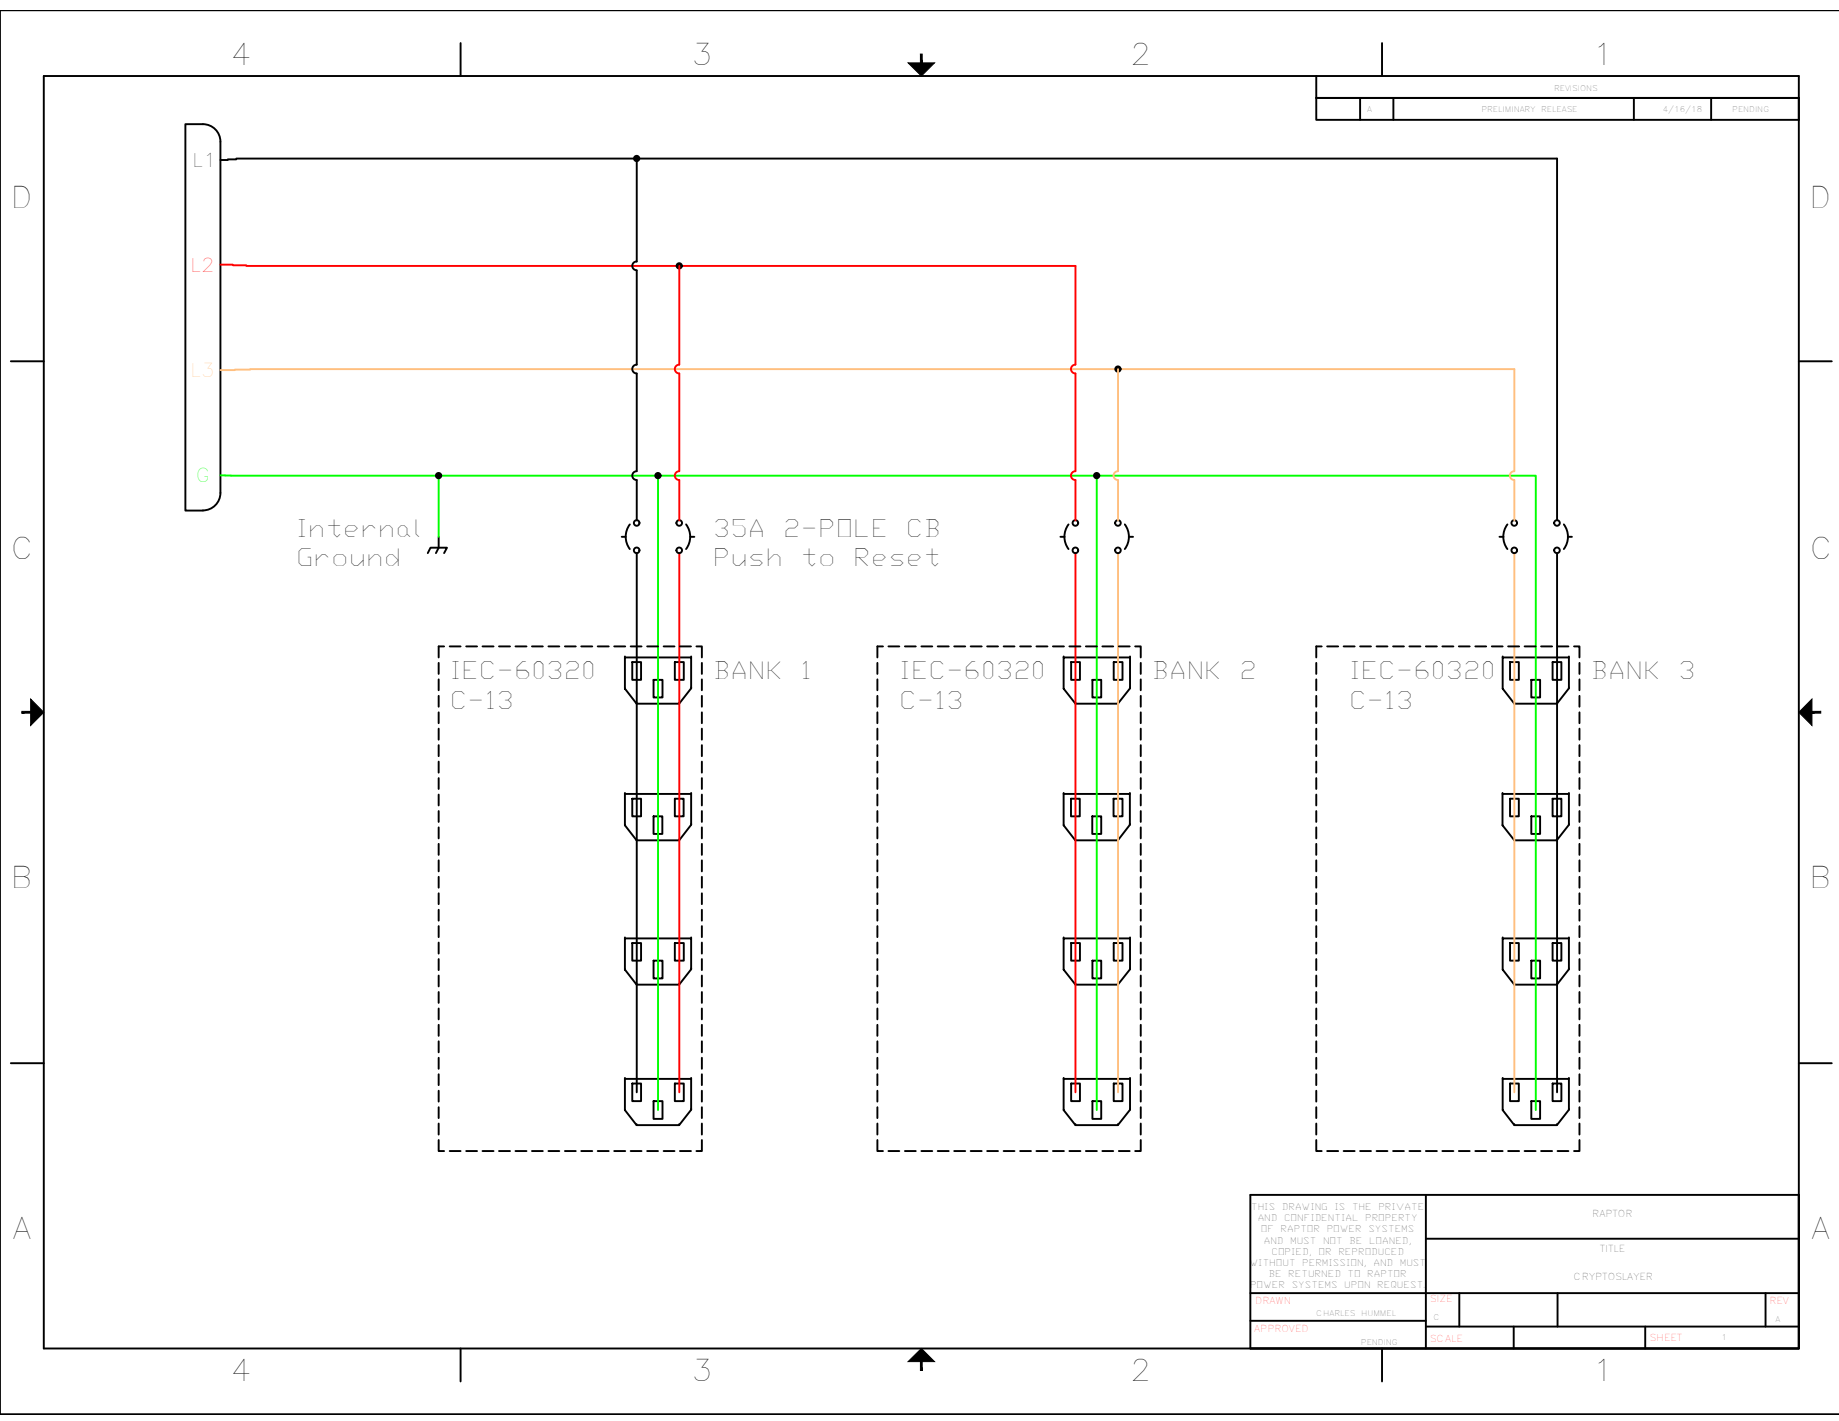 4 3 2 1
REVISIONS
A PRELIMINARY RELEASE 4/16/18 PENDING
L1
D D
L2
L3
G
Internal
Ground
35A 2-POLE CB
Push to Reset
C C
IEC-60320
C-13
BANK 1
IEC-60320
C-13
BANK 2
IEC-60320
C-13
BANK 3
B B
A A
THIS DRAWING IS THE PRIVATE
AND CONFIDENTIAL PROPERTY
OF RAPTOR POWER SYSTEMS
AND MUST NOT BE LOANED,
COPIED, OR REPRODUCED
WITHOUT PERMISSION, AND MUST
BE RETURNED TO RAPTOR
POWER SYSTEMS UPON REQUEST
RAPTOR
TITLE
CRYPTOSLAYER
DRAWN
CHARLES HUMMEL
APPROVED
PENDING
SIZE
C
REV
A
SCALE
SHEET 1
4 3 2 1